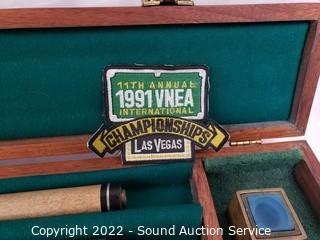 11TH ANNUAL
1991 VNEA
INTERNATIONAL
CHAMPIONSHIPS
LAS VEGAS
Copyright 2022 - Sound Auction Service